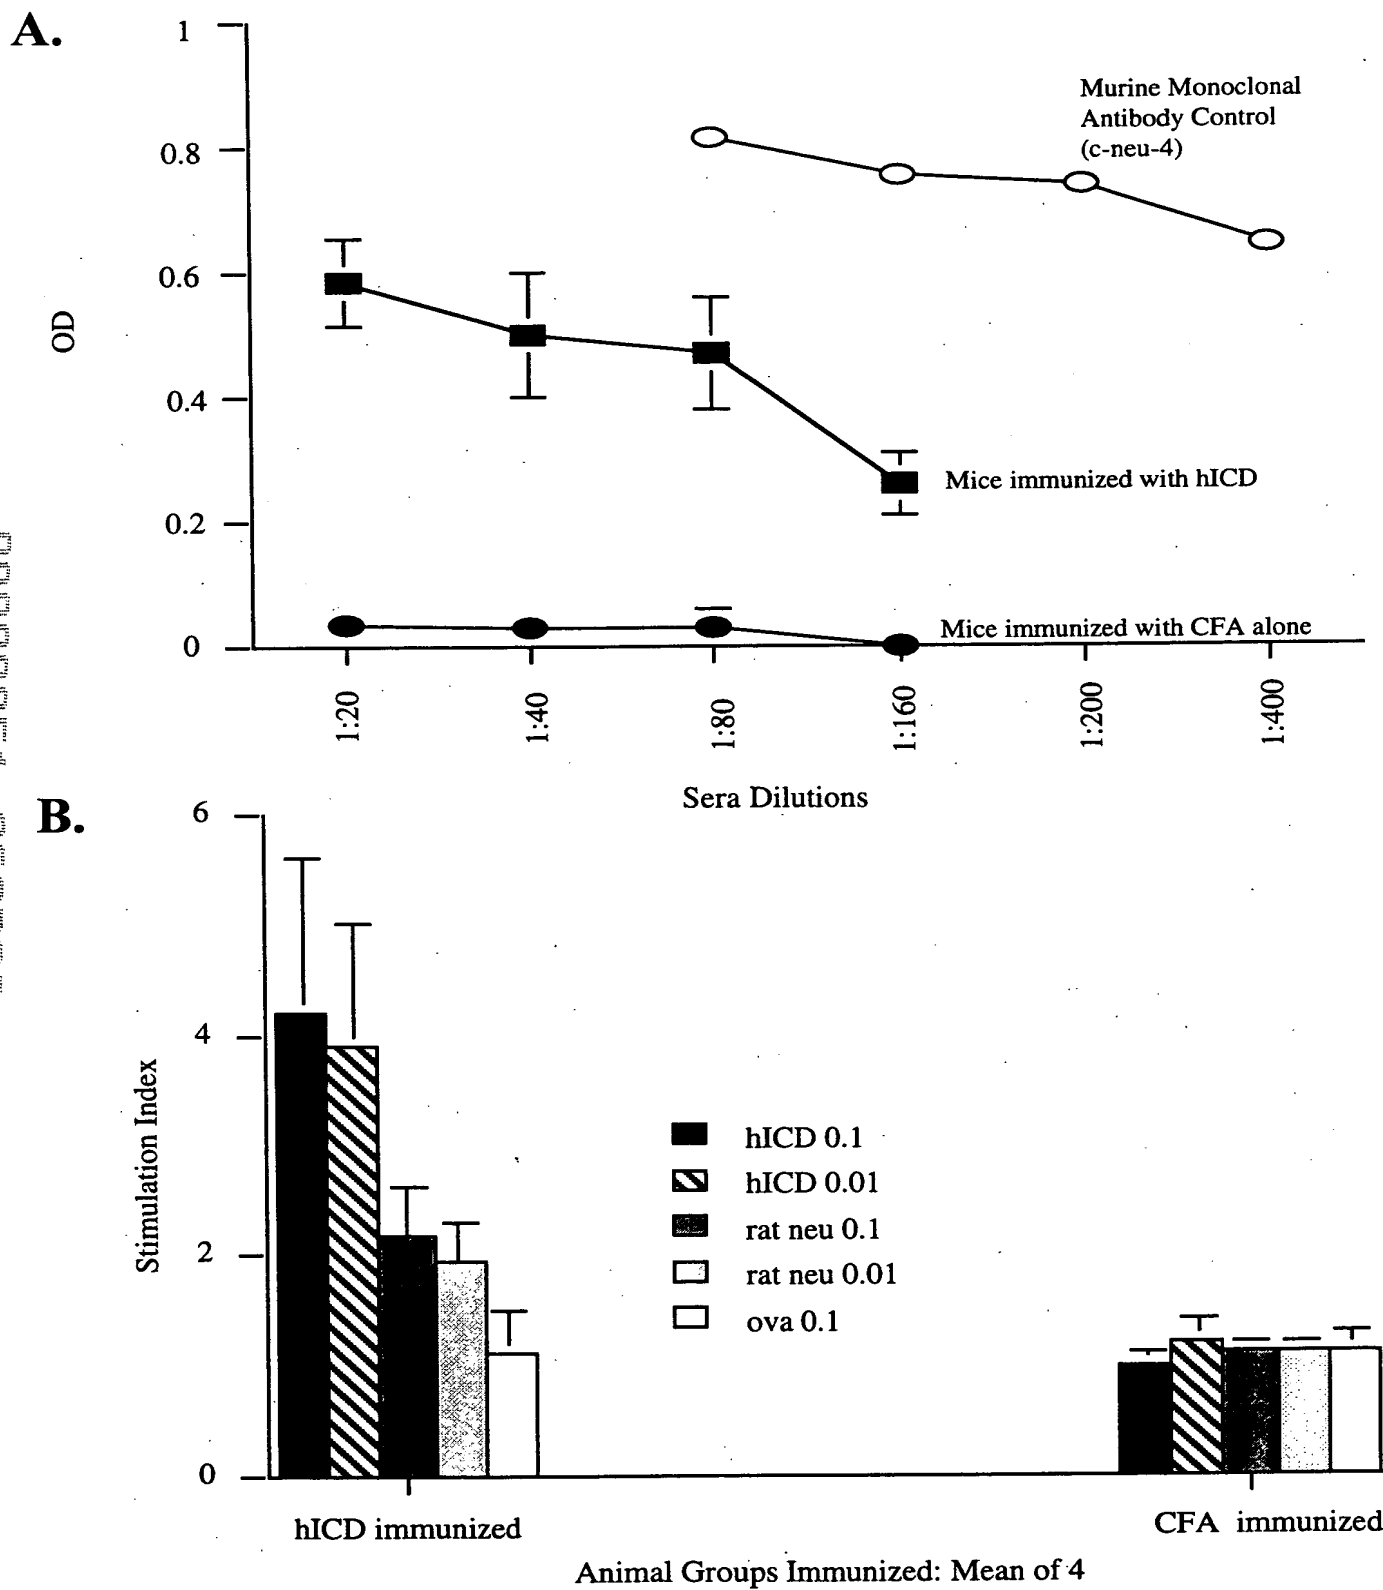 A.
1
0.8
0.6
0.4
0.2
0
OD
Murine Monoclonal
Antibody Control
(c-neu-4)
Mice immunized with hICD
Mice immunized with CFA alone
1:20
1:40
1:80
1:160
1:200
1:400
Sera Dilutions
B.
6
4
2
0
Stimulation Index
hICD 0.1
hICD 0.01
rat neu 0.1
rat neu 0.01
ova 0.1
hICD immunized
CFA immunized
Animal Groups Immunized: Mean of 4